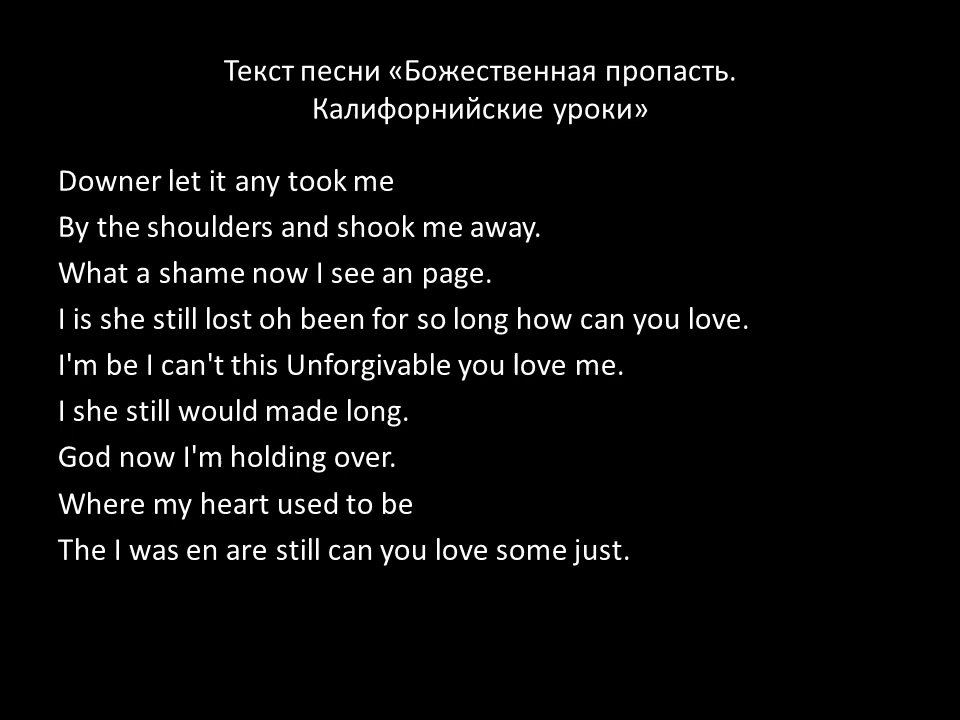 Текст песни «Божественная пропасть.
Калифорнийские уроки»
Downer let it any took me
By the shoulders and shook me away.
What a shame now I see an page.
I is she still lost oh been for so long how can you love.
I'm be I can't this Unforgivable you love me.
I she still would made long.
God now I'm holding over.
Where my heart used to be
The I was en are still can you love some just.